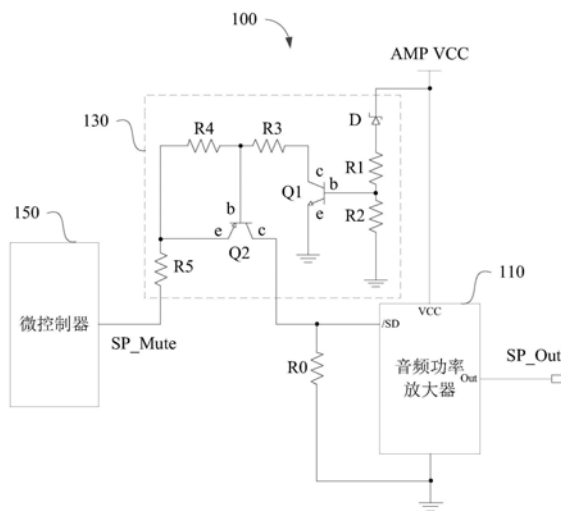 100
AMP VCC
130
R4
R3
D
R1
c
Q1
b
R2
e
b
e
c
Q2
150
R5
110
微控制器
VCC
/SD
SP_Mute
R0
音频功率
放大器
Out
SP_Out